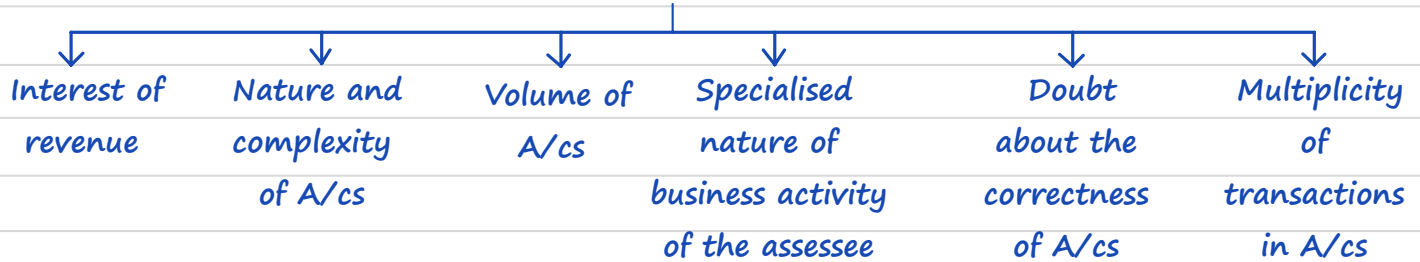 Interest of
revenue
Nature and
complexity
of A/cs
Volume of
A/cs
Specialised
nature of
business activity
of the assessee
Doubt
about the
correctness
of A/cs
Multiplicity
of
transactions
in A/cs